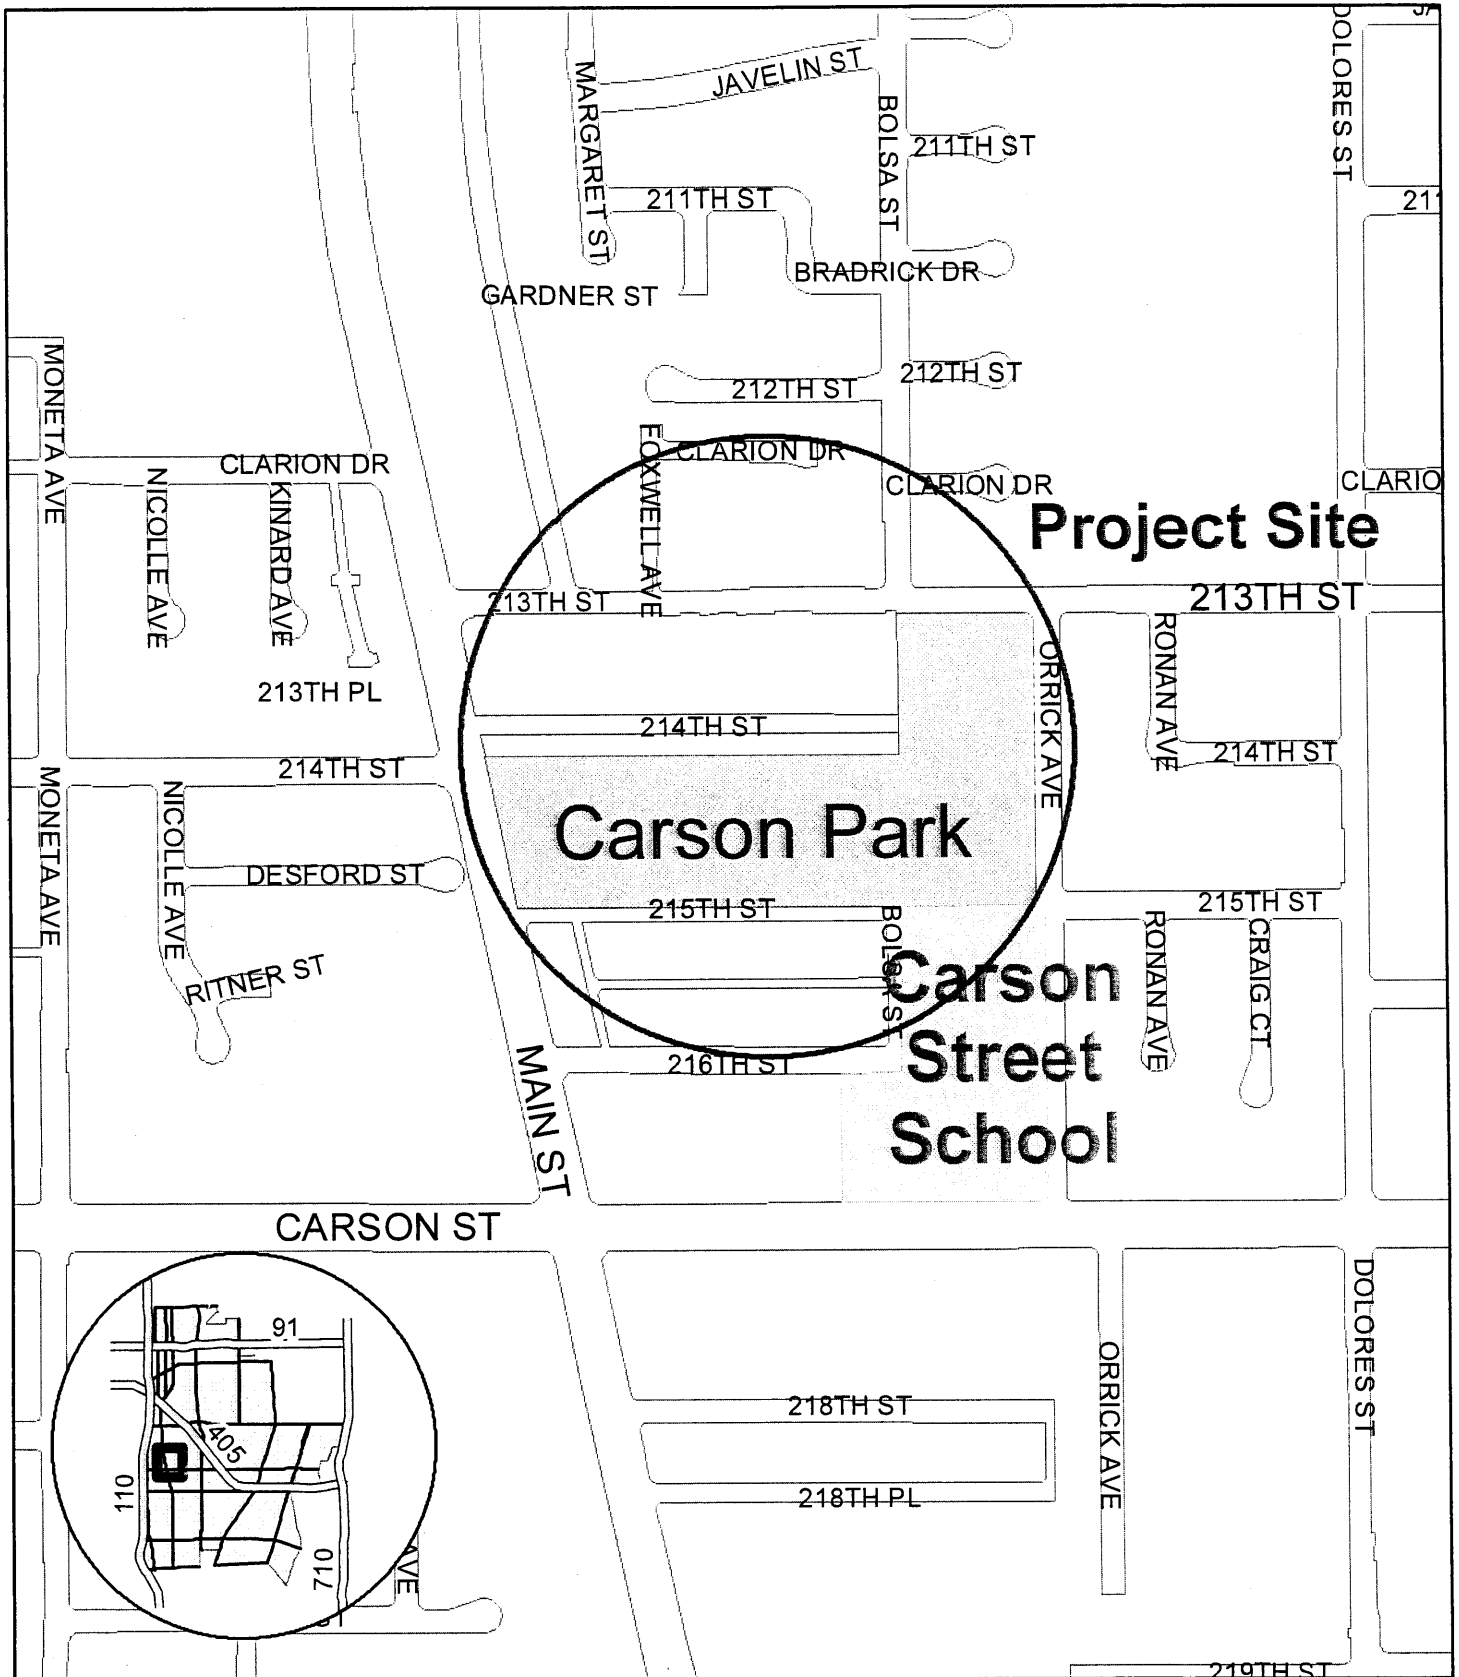 JAVELIN ST
MARGARET ST
BOLSA ST
DOLORES ST
211TH ST
211TH ST
BRADRICK DR
GARDNER ST
MONETA AVE
212TH ST
212TH ST
CLARION DR
FOXWELL AVE
CLARION DR
CLARION DR
CLARIO
NICOLLE AVE
KINARD AVE
Project Site
213TH ST
213TH ST
213TH PL
ORRICK AVE
RONAN AVE
214TH ST
214TH ST
214TH ST
MONETA AVE
NICOLLE AVE
Carson Park
DESFORD ST
215TH ST
215TH ST
BOLSA ST
RONAN AVE
CRAIG CT
RITNER ST
Carson
Street
School
216TH ST
MAIN ST
CARSON ST
91
405
110
710
AVE
218TH ST
218TH PL
ORRICK AVE
DOLORES ST
219TH ST